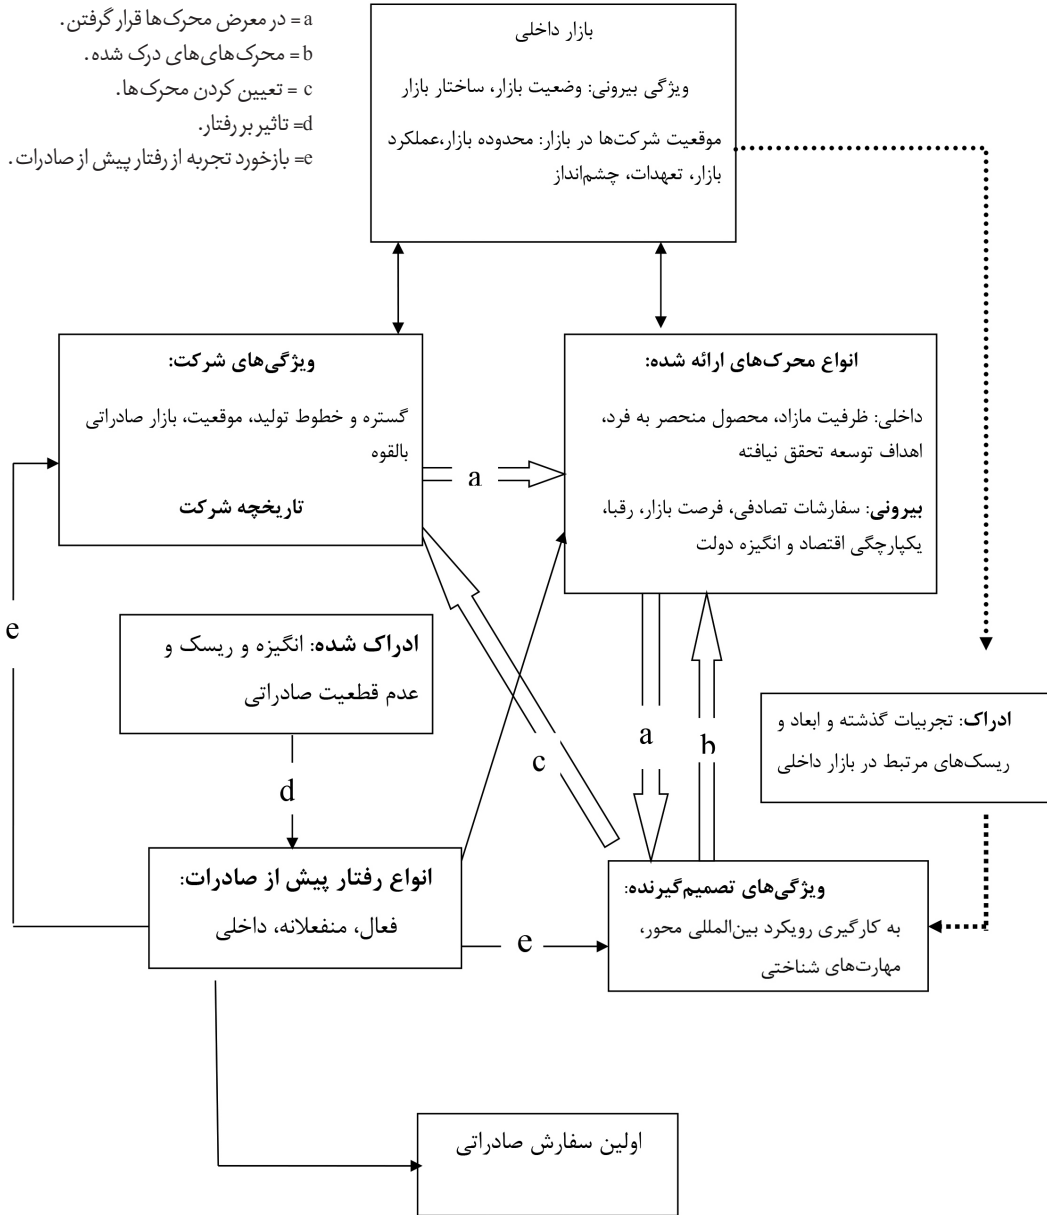 a= در معرض محرک‌ها قرار گرفتن.
b= محرک‌های‌های درک شده.
c = تعیین کردن محرک‌ها.
d= تاثیر بر رفتار.
e= بازخورد تجربه از رفتار پیش از صادرات.
بازار داخلی
ویژگی بیرونی: وضعیت بازار، ساختار بازار
موقعیت شرکت‌ها در بازار: محدوده بازار،عملکرد
بازار، تعهدات، چشم‌انداز
انواع محرک‌های ارائه شده:
داخلی: ظرفیت مازاد، محصول منحصر به فرد،
اهداف توسعه تحقق نیافته
بیرونی: سفارشات تصادفی، فرصت بازار، رقبا،
یکپارچگی اقتصاد و انگیزه دولت
ویژگی‌های شرکت:
گستره و خطوط تولید، موقعیت، بازار صادراتی
بالقوه
تاریخچه شرکت
a
e
ادراک شده: انگیزه و ریسک و
عدم قطعیت صادراتی
ادراک: تجربیات گذشته و ابعاد و
ریسک‌های مرتبط در بازار داخلی
a
b
c
d
انواع رفتار پیش از صادرات:
فعال، منفعلانه، داخلی
e
ویژگی‌های تصمیم‌گیرنده:
به کارگیری رویکرد بین‌المللی محور،
مهارت‌های شناختی
اولین سفارش صادراتی